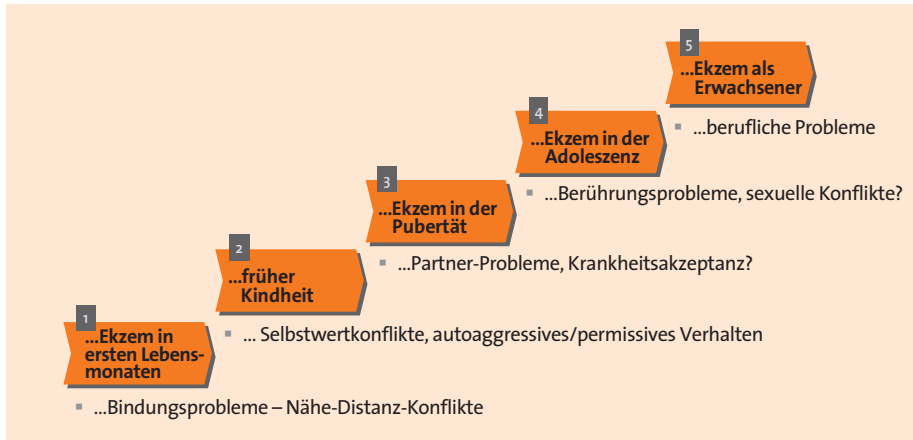 5
...Ekzem als
Erwachsener
...berufliche Probleme
4
...Ekzem in der
Adoleszenz
...Berührungsprobleme, sexuelle Konflikte?
3
...Ekzem in der
Pubertät
...Partner-Probleme, Krankheitsakzeptanz?
2
...früher
Kindheit
... Selbstwertkonflikte, autoaggressives/permissives Verhalten
1
...Ekzem in
ersten Lebens-
monaten
...Bindungsprobleme – Nähe-Distanz-Konflikte